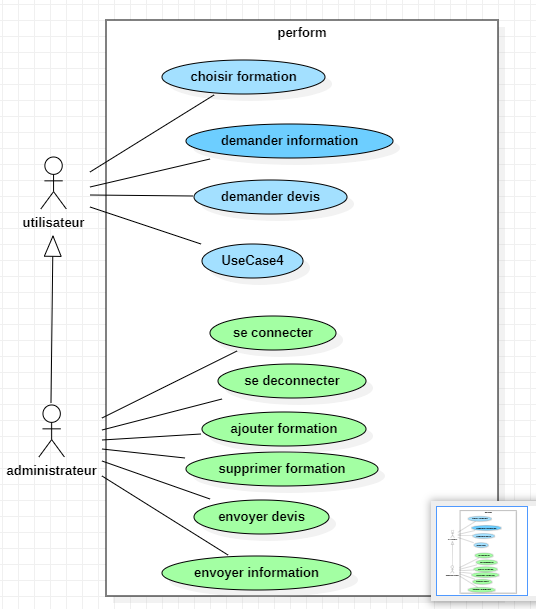 perform
choisir formation
demander information
demander devis
utilisateur
UseCase4
se connecter
se deconnecter
ajouter formation
administrateur
supprimer formation
envoyer devis
envoyer information